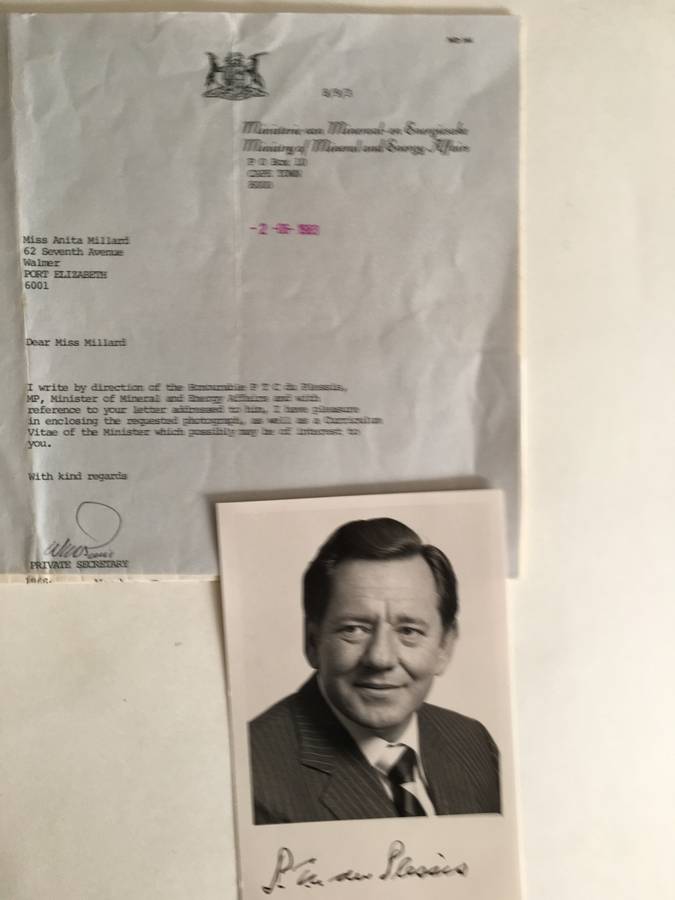 Ministerie van Mineraal- en Energiesake
Ministry of Mineral and Energy Affairs
P O Box
CAPE TOWN
8000
Miss Anita Millard
62 Seventh Avenue
Walmer
PORT ELIZABETH
6001
Dear Miss Millard
I write by direction of the Honourable P T C du Plessis,
MP, Minister of Mineral and Energy Affairs and with
reference to your letter addressed to him, I have pleasure
in enclosing the requested photograph, as well as a Curriculum
Vitae of the Minister which possibly may be of interest to
you.
With kind regards
PRIVATE SECRETARY
du Plessis